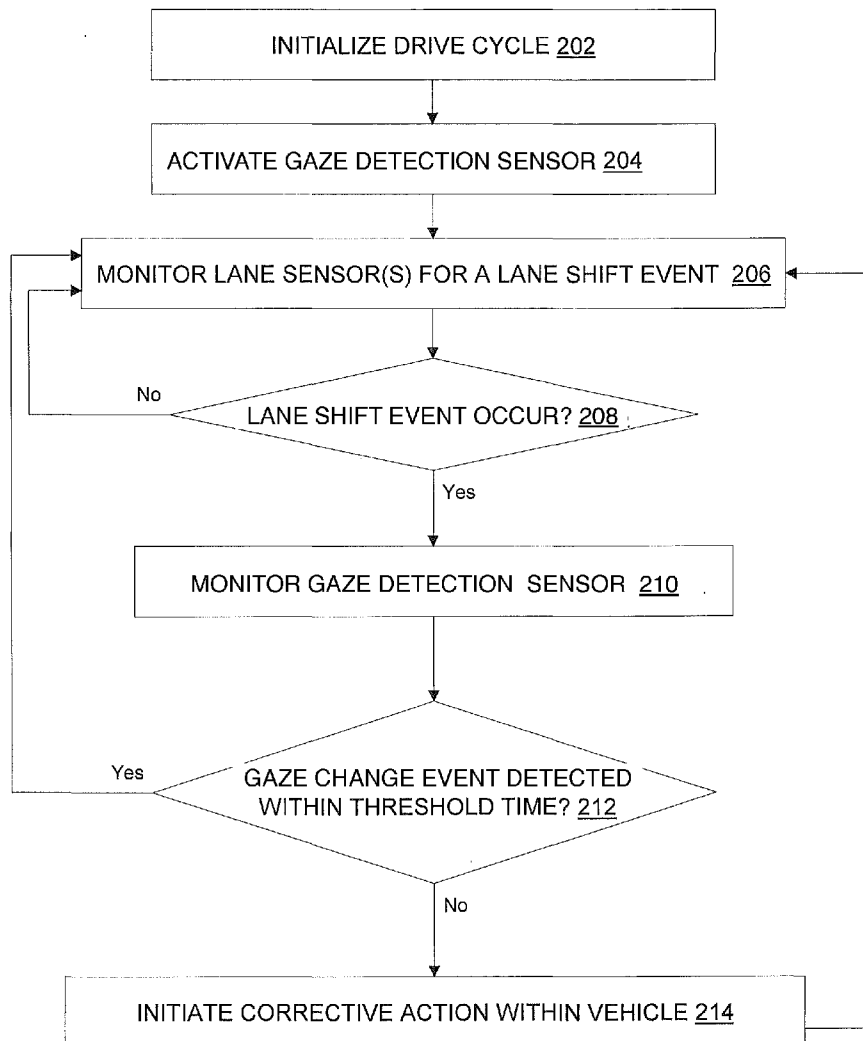 INITIALIZE DRIVE CYCLE 202
ACTIVATE GAZE DETECTION SENSOR 204
MONITOR LANE SENSOR(S) FOR A LANE SHIFT EVENT 206
No
LANE SHIFT EVENT OCCUR? 208
Yes
MONITOR GAZE DETECTION SENSOR 210
Yes
GAZE CHANGE EVENT DETECTED
WITHIN THRESHOLD TIME? 212
No
INITIATE CORRECTIVE ACTION WITHIN VEHICLE 214